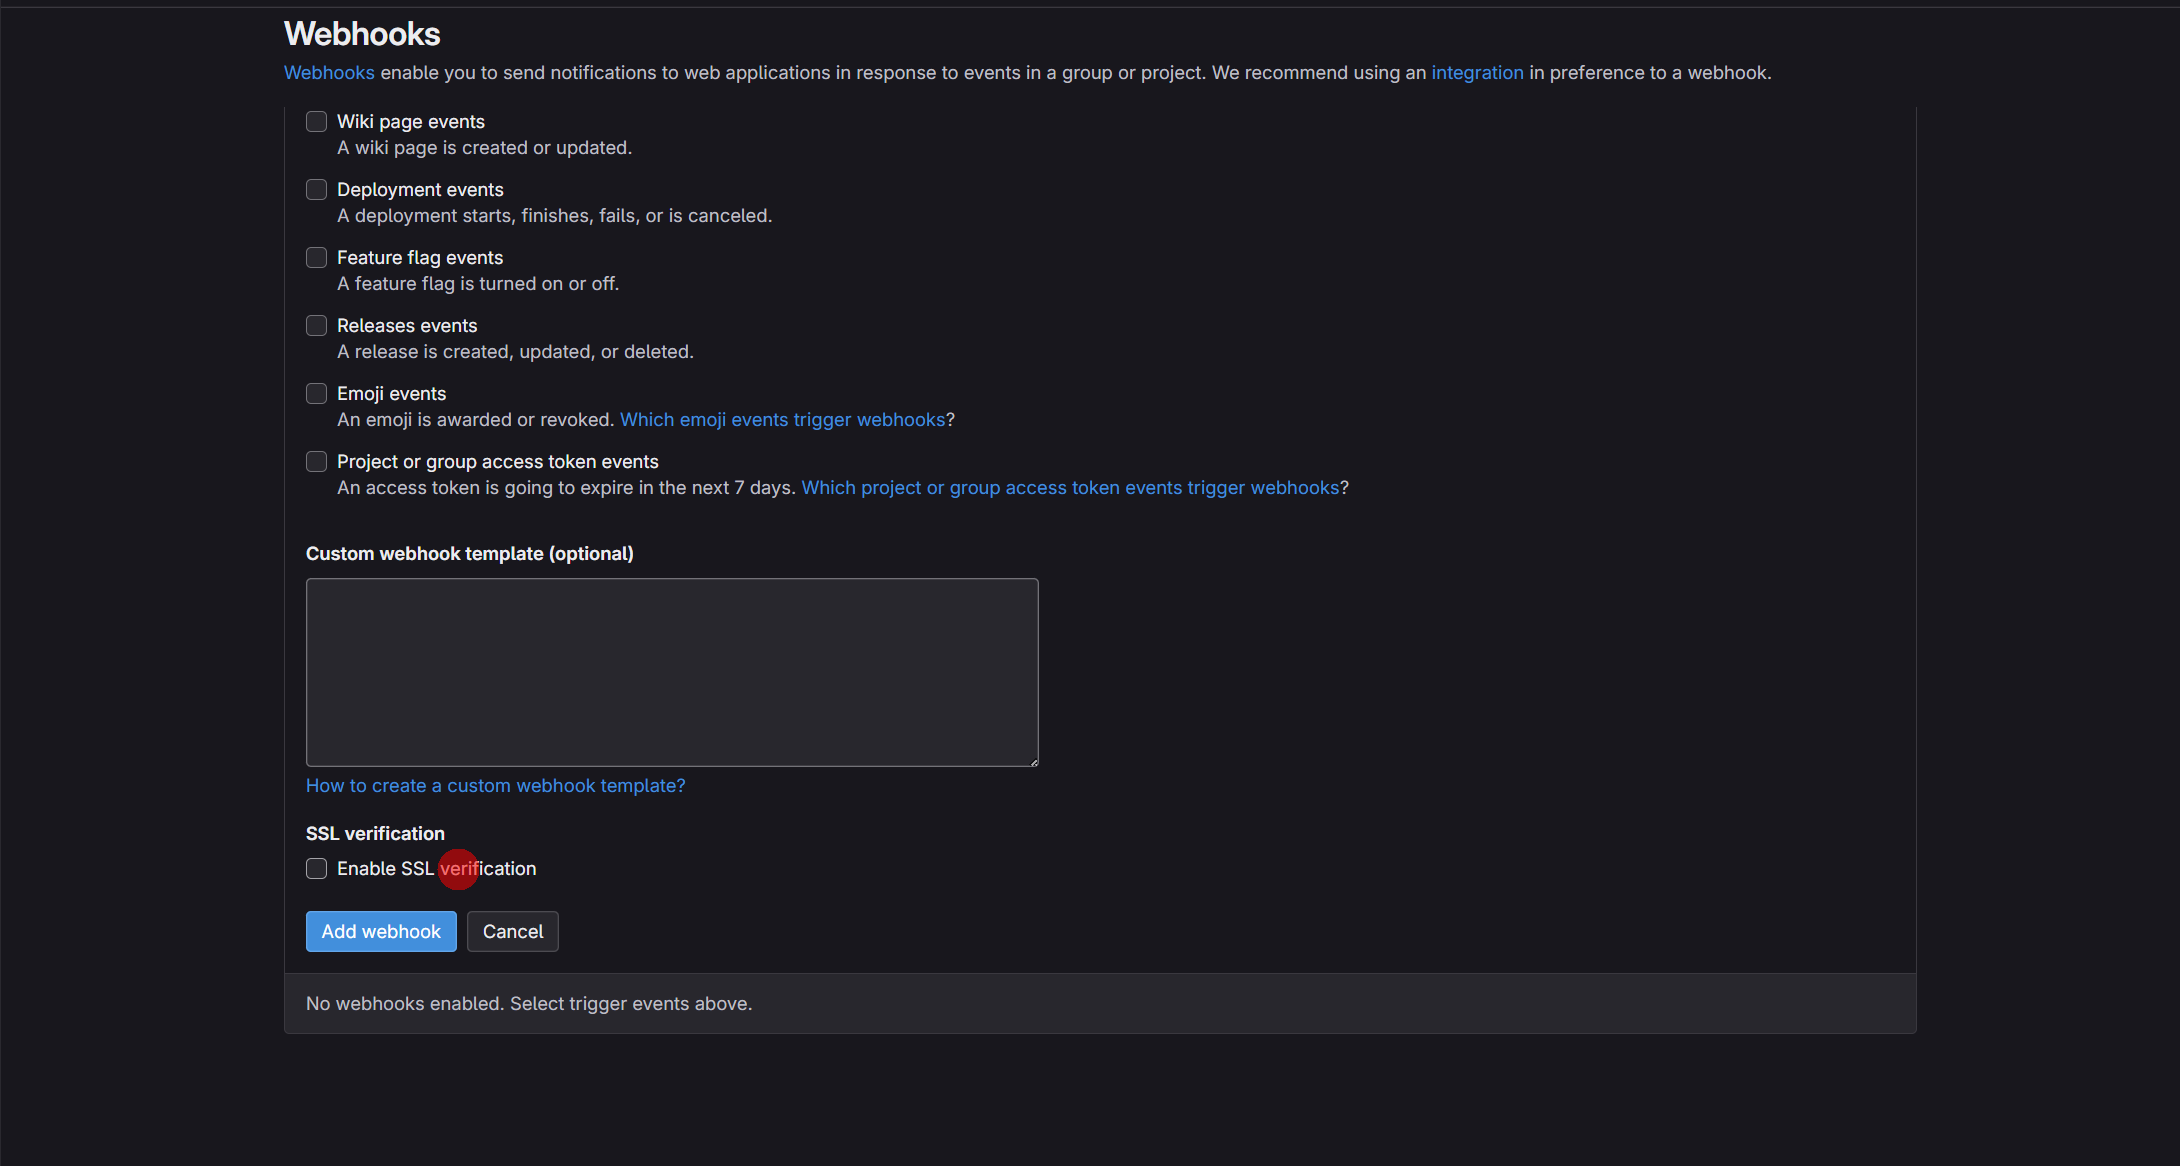 Webhooks
Webhooks enable you to send notifications to web applications in response to events in a group or project. We recommend using an integration in preference to a webhook.
Wiki page events
A wiki page is created or updated.
Deployment events
A deployment starts, finishes, fails, or is canceled.
Feature flag events
A feature flag is turned on or off.
Releases events
A release is created, updated, or deleted.
Emoji events
An emoji is awarded or revoked. Which emoji events trigger webhooks?
Project or group access token events
An access token is going to expire in the next 7 days. Which project or group access token events trigger webhooks?
Custom webhook template (optional)
How to create a custom webhook template?
SSL verification
Enable SSL verification
Add webhook Cancel
No webhooks enabled. Select trigger events above.